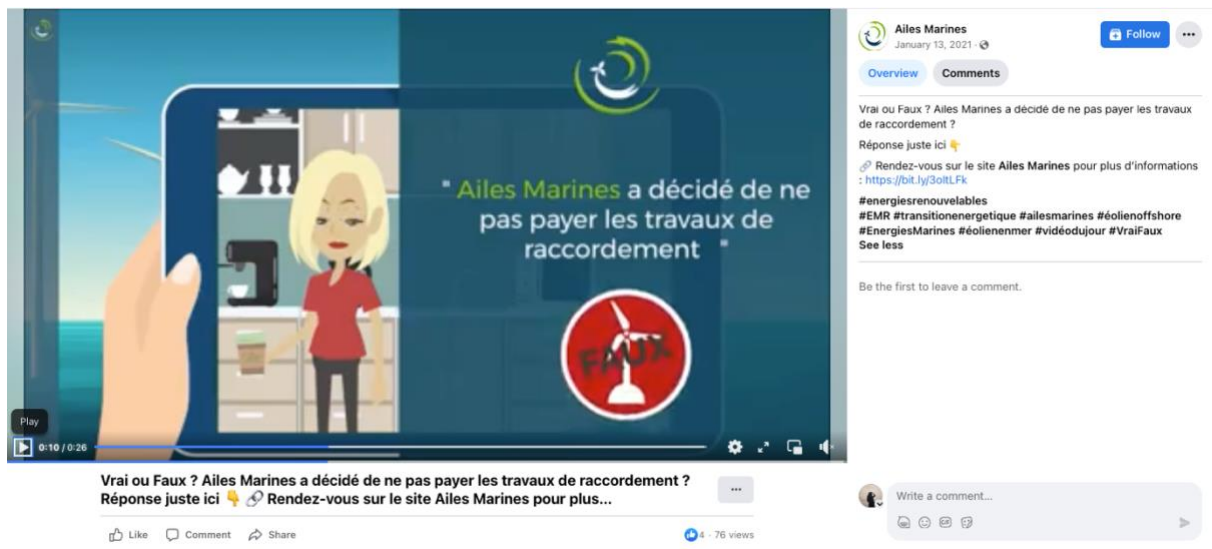 " Ailes Marines a décidé de ne
pas payer les travaux de
raccordement "
FAUX
Play
0:10 / 0:26
Vrai ou Faux ? Ailes Marines a décidé de ne pas payer les travaux de raccordement ?
Réponse juste ici 👇 🔗 Rendez-vous sur le site Ailes Marines pour plus...
Like Comment Share
4 · 76 views
Ailes Marines
January 13, 2021 ·
Follow
Overview Comments
Vrai ou Faux ? Ailes Marines a décidé de ne pas payer les travaux
de raccordement ?
Réponse juste ici 👇
🔗 Rendez-vous sur le site Ailes Marines pour plus d'informations
: https://bit.ly/3oltLFk
#energiesrenouvelables
#EMR #transitionenergetique #ailesmarines #éolienoffshore
#EnergiesMarines #éolienenmer #vidéodujour #VraiFaux
See less
Be the first to leave a comment.
Write a comment...